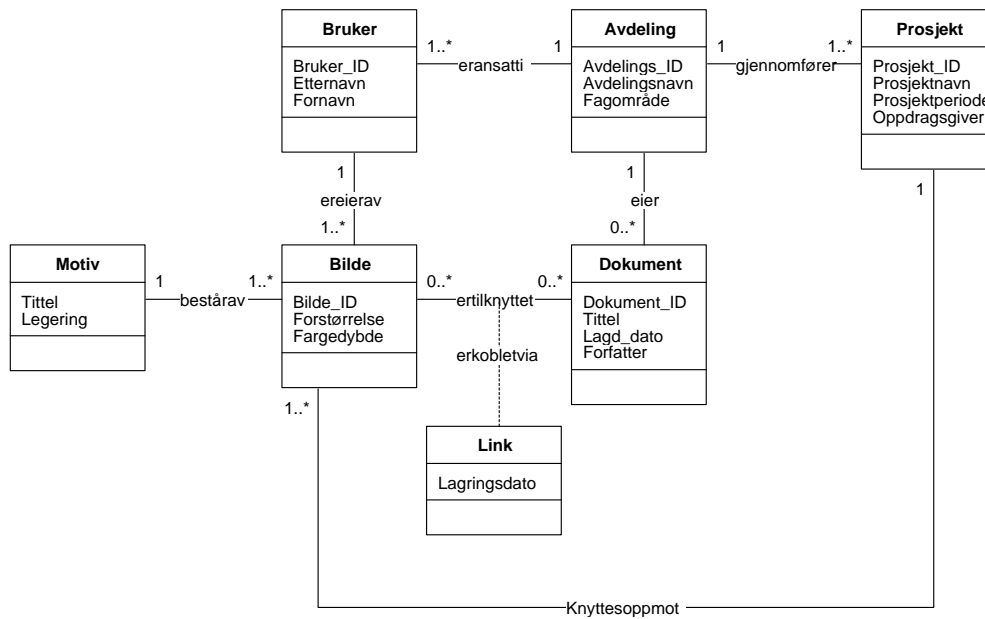 Bruker
Bruker_ID
Etternavn
Fornavn
1..*
eransatti
1
Avdeling
Avdelings_ID
Avdelingsnavn
Fagområde
1
gjennomfører
1..*
Prosjekt
Prosjekt_ID
Prosjektnavn
Prosjektperiode
Oppdragsgiver
1
ereierav
1..*
1
eier
0..*
1
Motiv
Tittel
Legering
1
bestårav
1..*
Bilde
Bilde_ID
Forstørrelse
Fargedybde
0..*
ertilknyttet
0..*
Dokument
Dokument_ID
Tittel
Lagd_dato
Forfatter
erkobletvia
1..*
Link
Lagringsdato
Knyttesoppmot